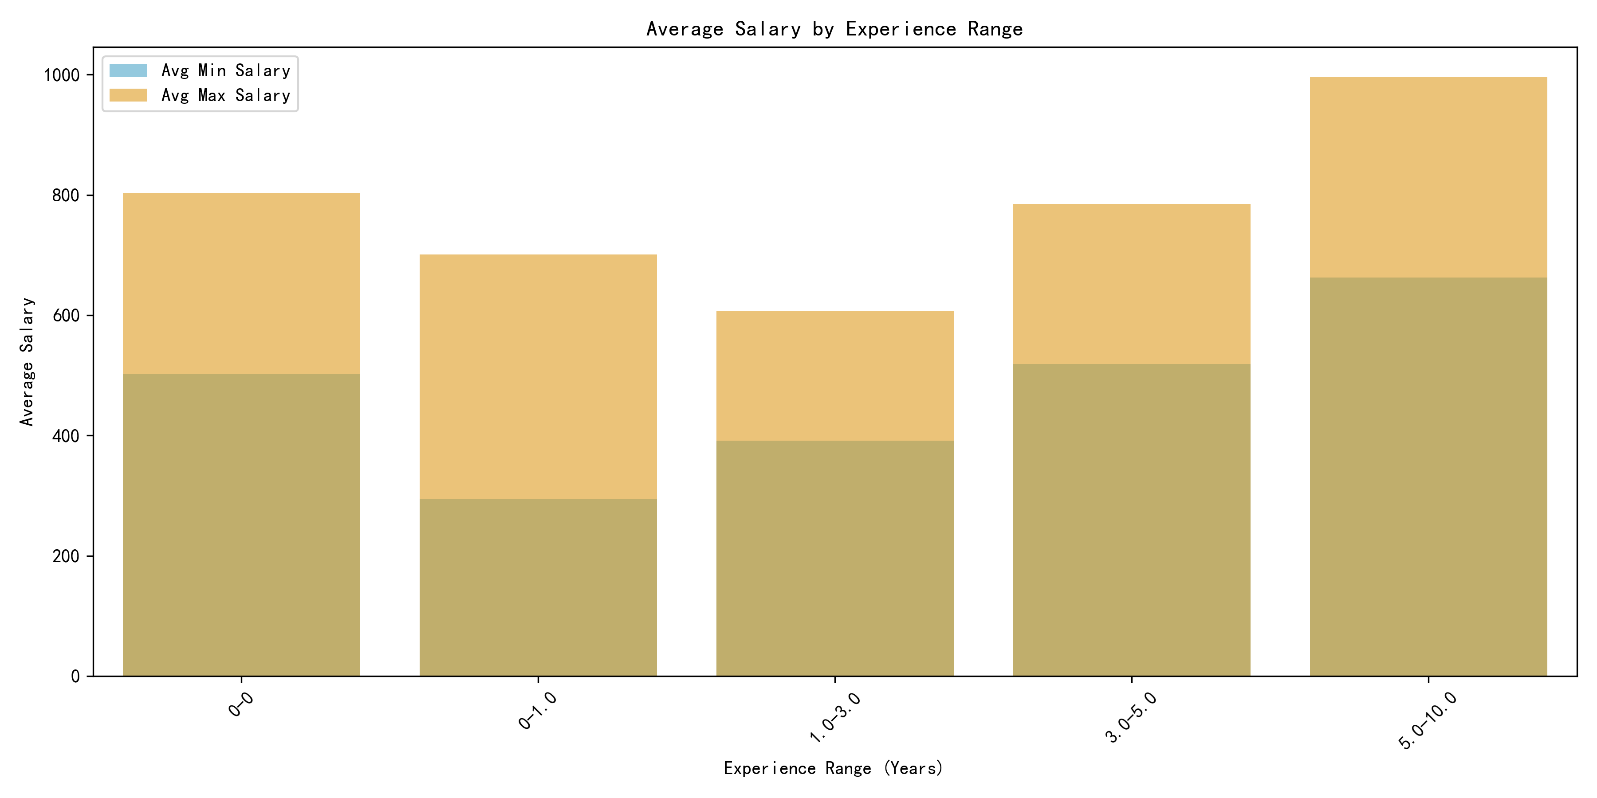 Average Salary by Experience Range
Avg Min Salary
Avg Max Salary
1000
800
600
400
200
0
Average Salary
0-0
0-1.0
1.0-3.0
3.0-5.0
5.0-10.0
Experience Range (Years)